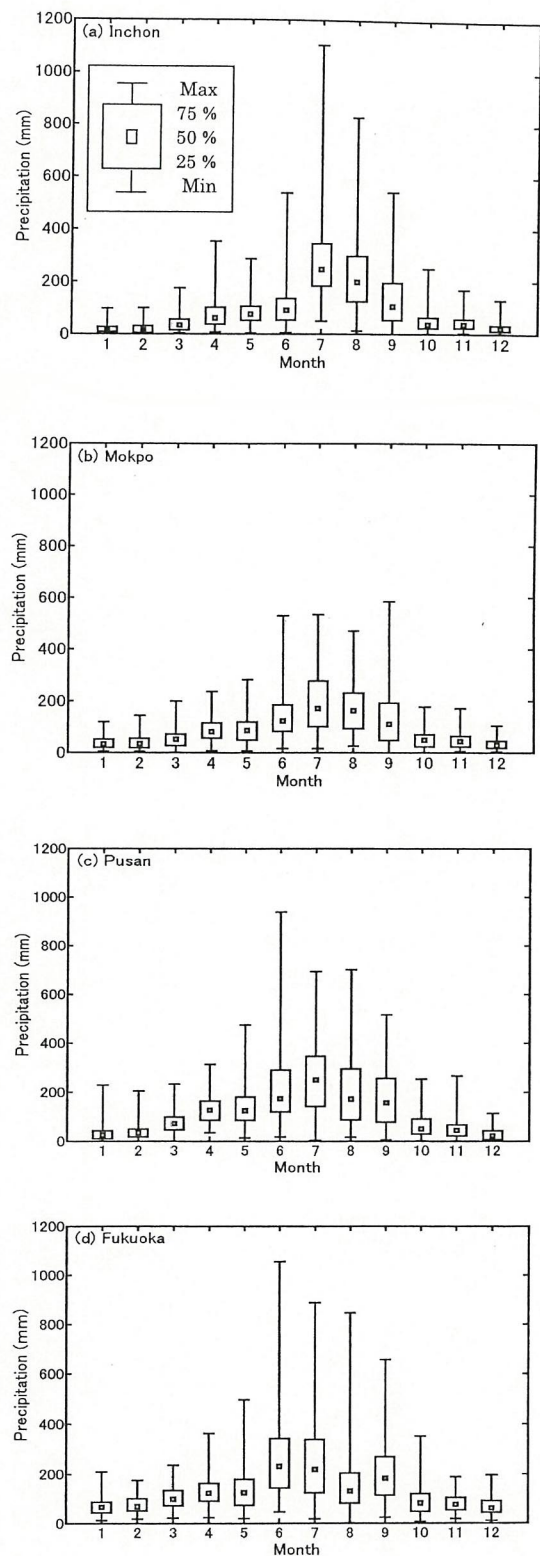 (a) Inchon
Precipitation (mm)
1200
1000
800
600
400
200
0
Max
75 %
50 %
25 %
Min
1 2 3 4 5 6 7 8 9 10 11 12
Month
(b) Mokpo
Precipitation (mm)
1200
1000
800
600
400
200
0
1 2 3 4 5 6 7 8 9 10 11 12
Month
(c) Pusan
Precipitation (mm)
1200
1000
800
600
400
200
0
1 2 3 4 5 6 7 8 9 10 11 12
Month
(d) Fukuoka
Precipitation (mm)
1200
1000
800
600
400
200
0
1 2 3 4 5 6 7 8 9 10 11 12
Month